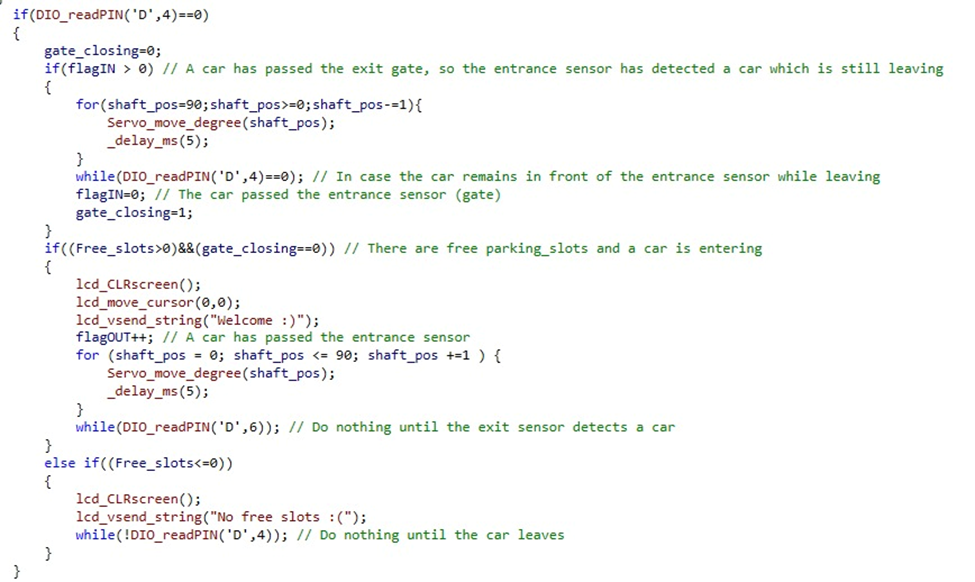 if(DIO_readPIN('D',4)==0)
{
    gate_closing=0;
    if(flagIN > 0) // A car has passed the exit gate, so the entrance sensor has detected a car which is still leaving
    {
        for(shaft_pos=90;shaft_pos>=0;shaft_pos-=1){
            Servo_move_degree(shaft_pos);
            _delay_ms(5);
        }
        while(DIO_readPIN('D',4)==0); // In case the car remains in front of the entrance sensor while leaving
        flagIN=0; // The car passed the entrance sensor (gate)
        gate_closing=1;
    }
    if((Free_slots>0)&&(gate_closing==0)) // There are free parking_slots and a car is entering
    {
        lcd_CLRscreen();
        lcd_move_cursor(0,0);
        lcd_vsend_string("Welcome :)");
        flagOUT++; // A car has passed the entrance sensor
        for (shaft_pos = 0; shaft_pos <= 90; shaft_pos +=1 ) {
            Servo_move_degree(shaft_pos);
            _delay_ms(5);
        }
        while(DIO_readPIN('D',6)); // Do nothing until the exit sensor detects a car
    }
    else if((Free_slots<=0))
    {
        lcd_CLRscreen();
        lcd_vsend_string("No free slots :(");
        while(!DIO_readPIN('D',4)); // Do nothing until the car leaves
    }
}